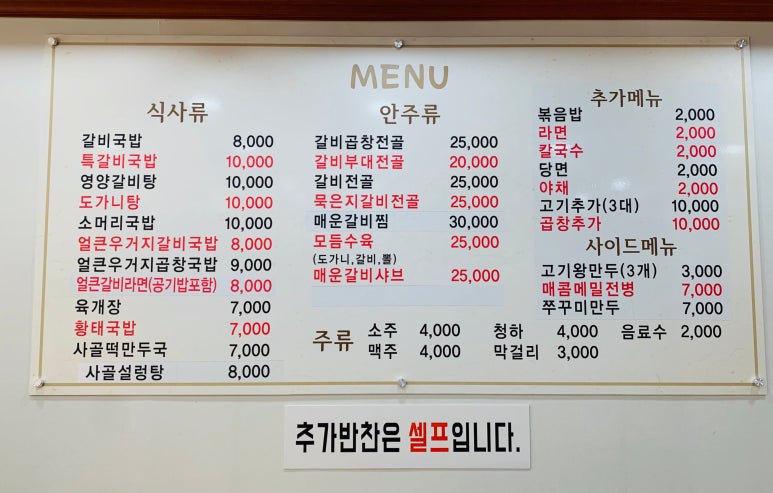 MENU
식사류
갈비국밥 8,000
특갈비국밥 10,000
영양갈비탕 10,000
도가니탕 10,000
소머리국밥 10,000
얼큰우거지갈비국밥 8,000
얼큰우거지곱창국밥 9,000
얼큰갈비라면(공기밥포함) 8,000
육개장 7,000
황태국밥 7,000
사골떡만두국 7,000
사골설렁탕 8,000
안주류
갈비곱창전골 25,000
갈비부대전골 20,000
갈비전골 25,000
묵은지갈비전골 25,000
매운갈비찜 30,000
모듬수육 25,000
(도가니,갈비,뽈)
매운갈비샤브 25,000
추가메뉴
볶음밥 2,000
라면 2,000
칼국수 2,000
당면 2,000
야채 2,000
고기추가(3대) 10,000
곱창추가 10,000
사이드메뉴
고기왕만두(3개) 3,000
매콤메밀전병 7,000
쭈꾸미만두 7,000
주류
소주 4,000 청하 4,000 음료수 2,000
맥주 4,000 막걸리 3,000
추가반찬은 셀프입니다.